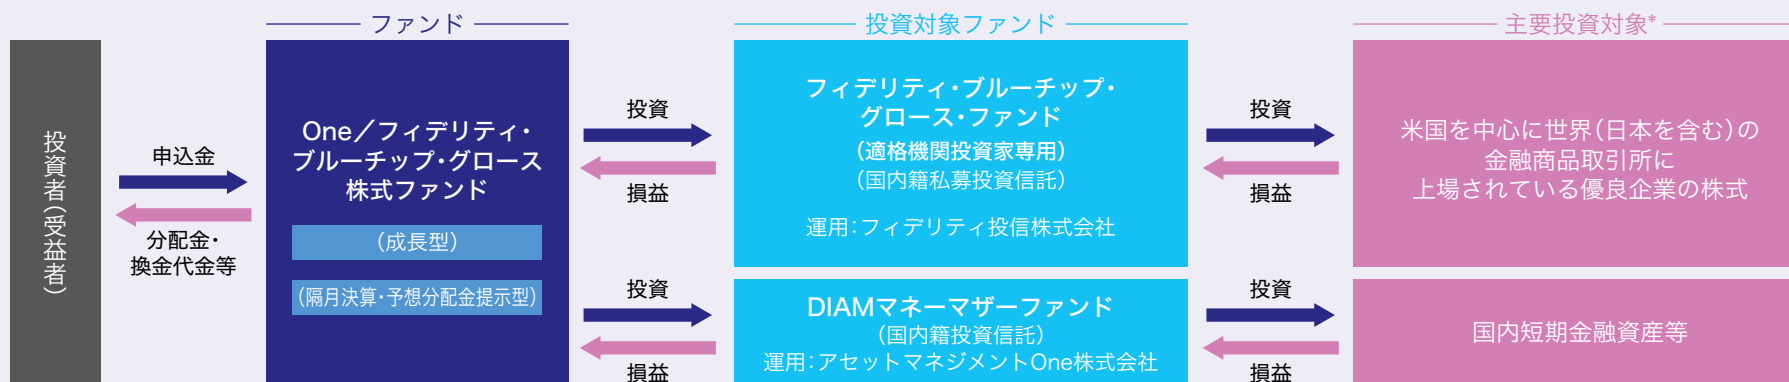 ファンド
投資対象ファンド
主要投資対象*
投資者(受益者)
申込金
分配金・
換金代金等
One/フィデリティ・
ブルーチップ・グロース
株式ファンド
(成長型)
(隔月決算・予想分配金提示型)
投資
損益
フィデリティ・ブルーチップ・
グロース・ファンド
(適格機関投資家専用)
(国内籍私募投資信託)
運用:フィデリティ投信株式会社
投資
損益
米国を中心に世界(日本を含む)の
金融商品取引所に
上場されている優良企業の株式
投資
損益
DIAMマネーマザーファンド
(国内籍投資信託)
運用:アセットマネジメントOne株式会社
投資
損益
国内短期金融資産等